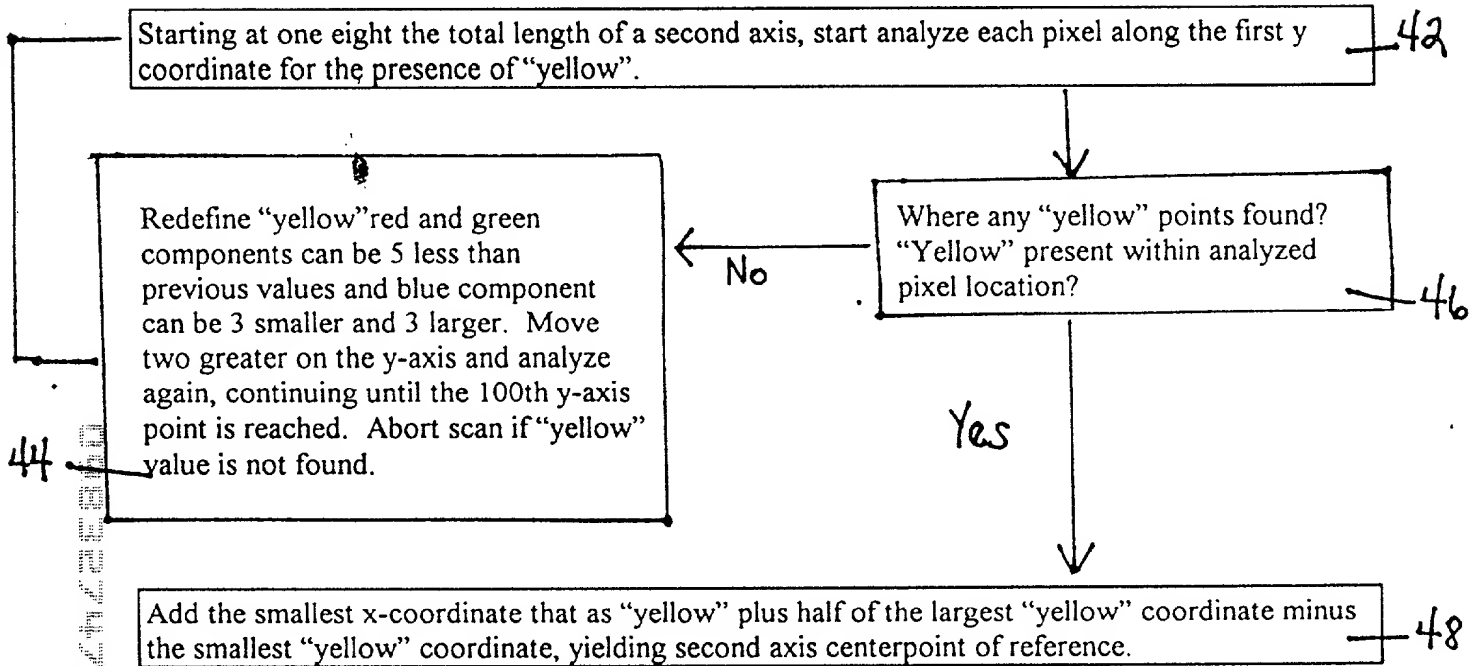 Starting at one eight the total length of a second axis, start analyze each pixel along the first y
coordinate for the presence of "yellow".
42
Where any "yellow" points found?
"Yellow" present within analyzed
pixel location?
46
No
Redefine "yellow"red and green
components can be 5 less than
previous values and blue component
can be 3 smaller and 3 larger. Move
two greater on the y-axis and analyze
again, continuing until the 100th y-axis
point is reached. Abort scan if "yellow"
value is not found.
44
Yes
Add the smallest x-coordinate that as "yellow" plus half of the largest "yellow" coordinate minus
the smallest "yellow" coordinate, yielding second axis centerpoint of reference.
48